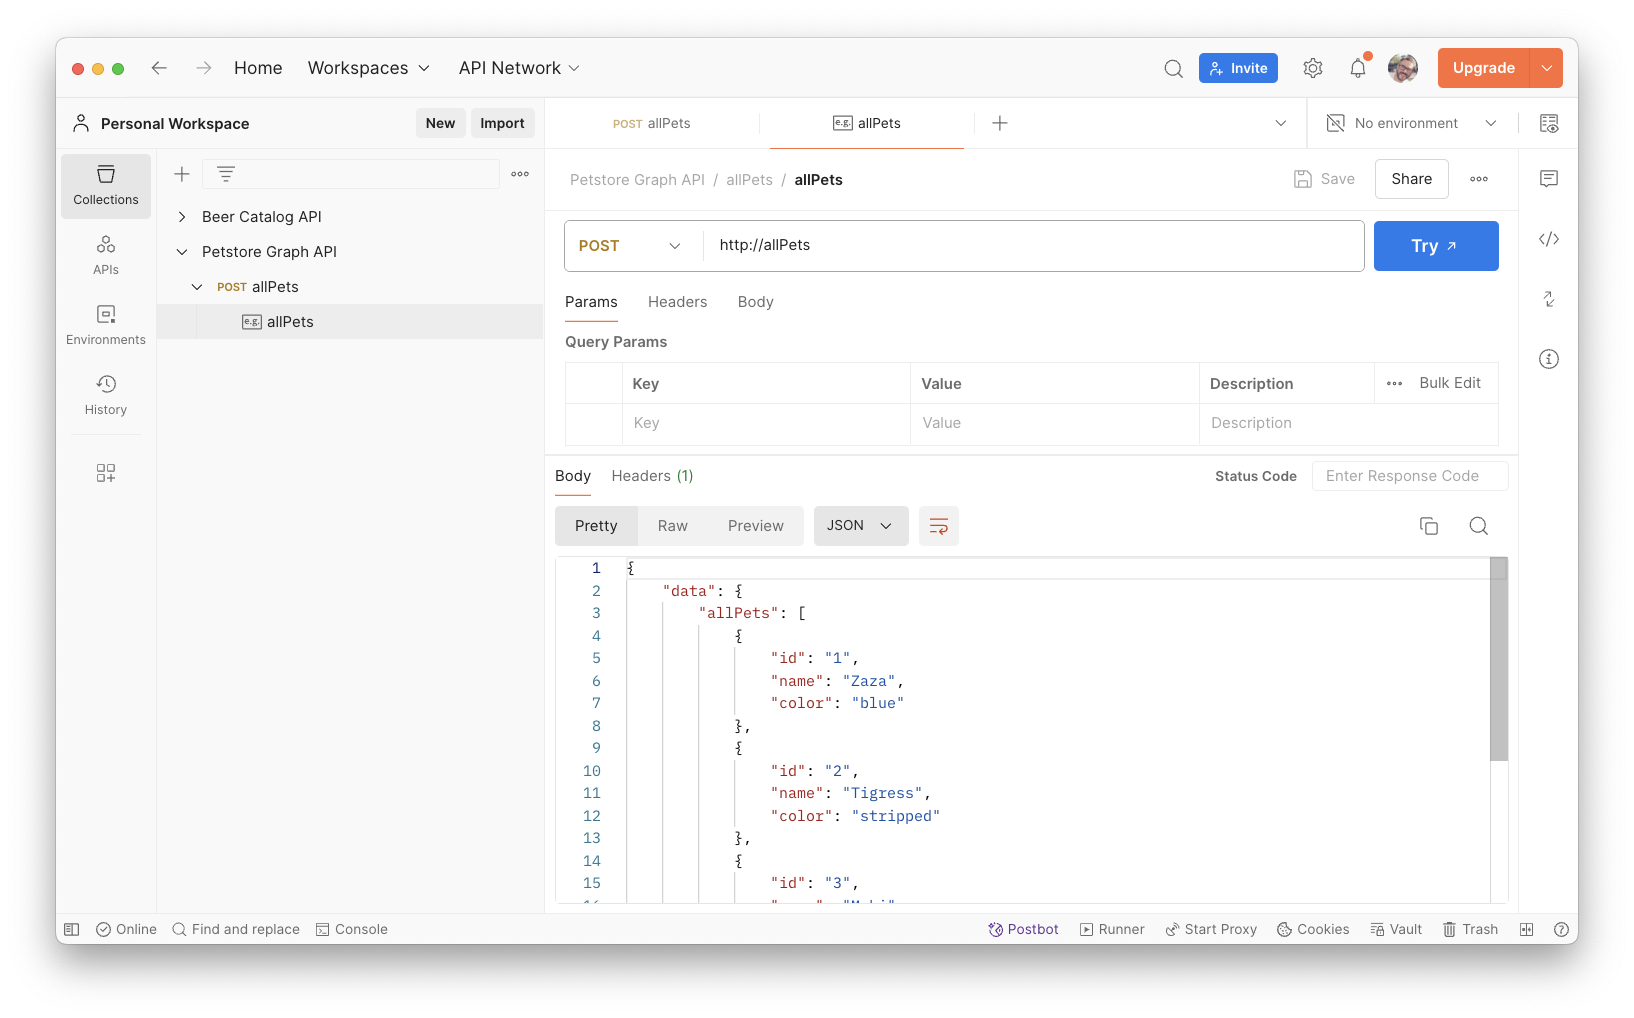 Home Workspaces API Network Invite Upgrade
Personal Workspace New Import POST allPets e.g. allPets No environment
Collections
APIs
Environments
History
Beer Catalog API
Petstore Graph API
POST allPets
e.g. allPets
Petstore Graph API / allPets / allPets Save Share
POST http://allPets Try
Params Headers Body
Query Params
Key Value Description Bulk Edit
Key Value Description
Body Headers (1) Status Code Enter Response Code
Pretty Raw Preview JSON
1 {
2 "data": {
3 "allPets": [
4 {
5 "id": "1",
6 "name": "Zaza",
7 "color": "blue"
8 },
9 {
10 "id": "2",
11 "name": "Tigress",
12 "color": "stripped"
13 },
14 {
15 "id": "3",
Online Find and replace Console Postbot Runner Start Proxy Cookies Vault Trash